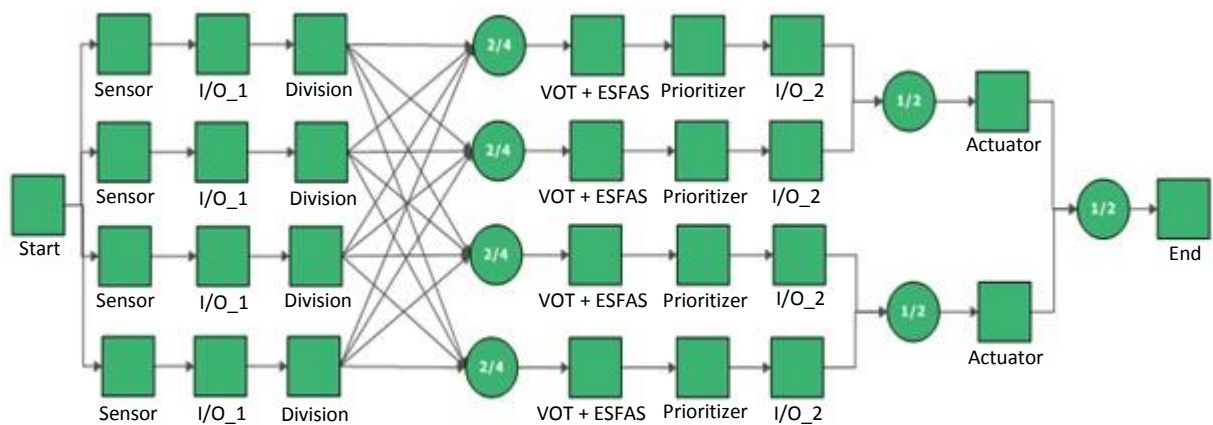 Sensor I/O_1 Division 2/4 VOT + ESFAS Prioritizer I/O_2
1/2 Actuator
Sensor I/O_1 Division 2/4 VOT + ESFAS Prioritizer I/O_2
Start 1/2 End
Sensor I/O_1 Division 2/4 VOT + ESFAS Prioritizer I/O_2
1/2 Actuator
Sensor I/O_1 Division 2/4 VOT + ESFAS Prioritizer I/O_2